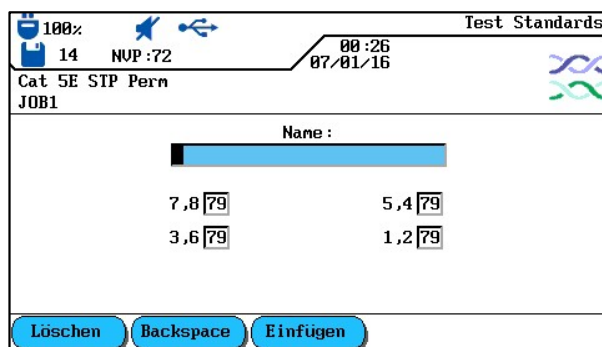 100% Test Standards
14 NVP:72 00:26
07/01/16
Cat 5E STP Perm
JOB1
Name:
7,8 79 5,4 79
3,6 79 1,2 79
Löschen Backspace Einfügen